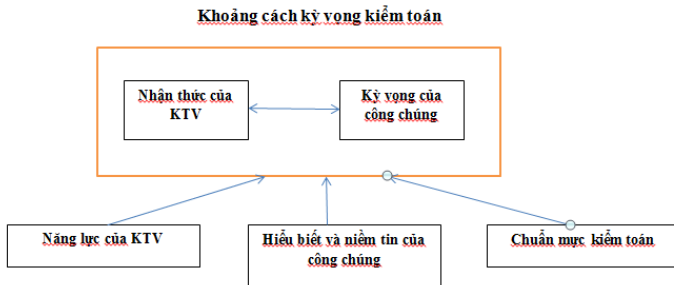 Khoảng cách kỳ vọng kiểm toán
Nhận thức của
KTV
Kỳ vọng của
công chúng
Năng lực của KTV
Hiểu biết và niềm tin của
công chúng
Chuẩn mực kiểm toán